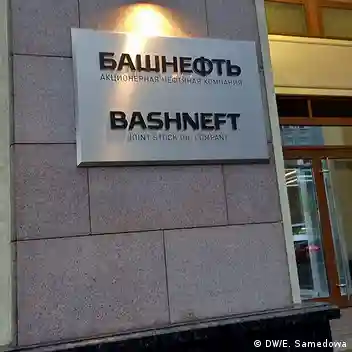 БАШНЕФТЬ
АКЦИОНЕРНАЯ НЕФТЯНАЯ КОМПАНИЯ
BASHNEFT
JOINT STOCK OIL COMPANY
© DW/E. Samedowa